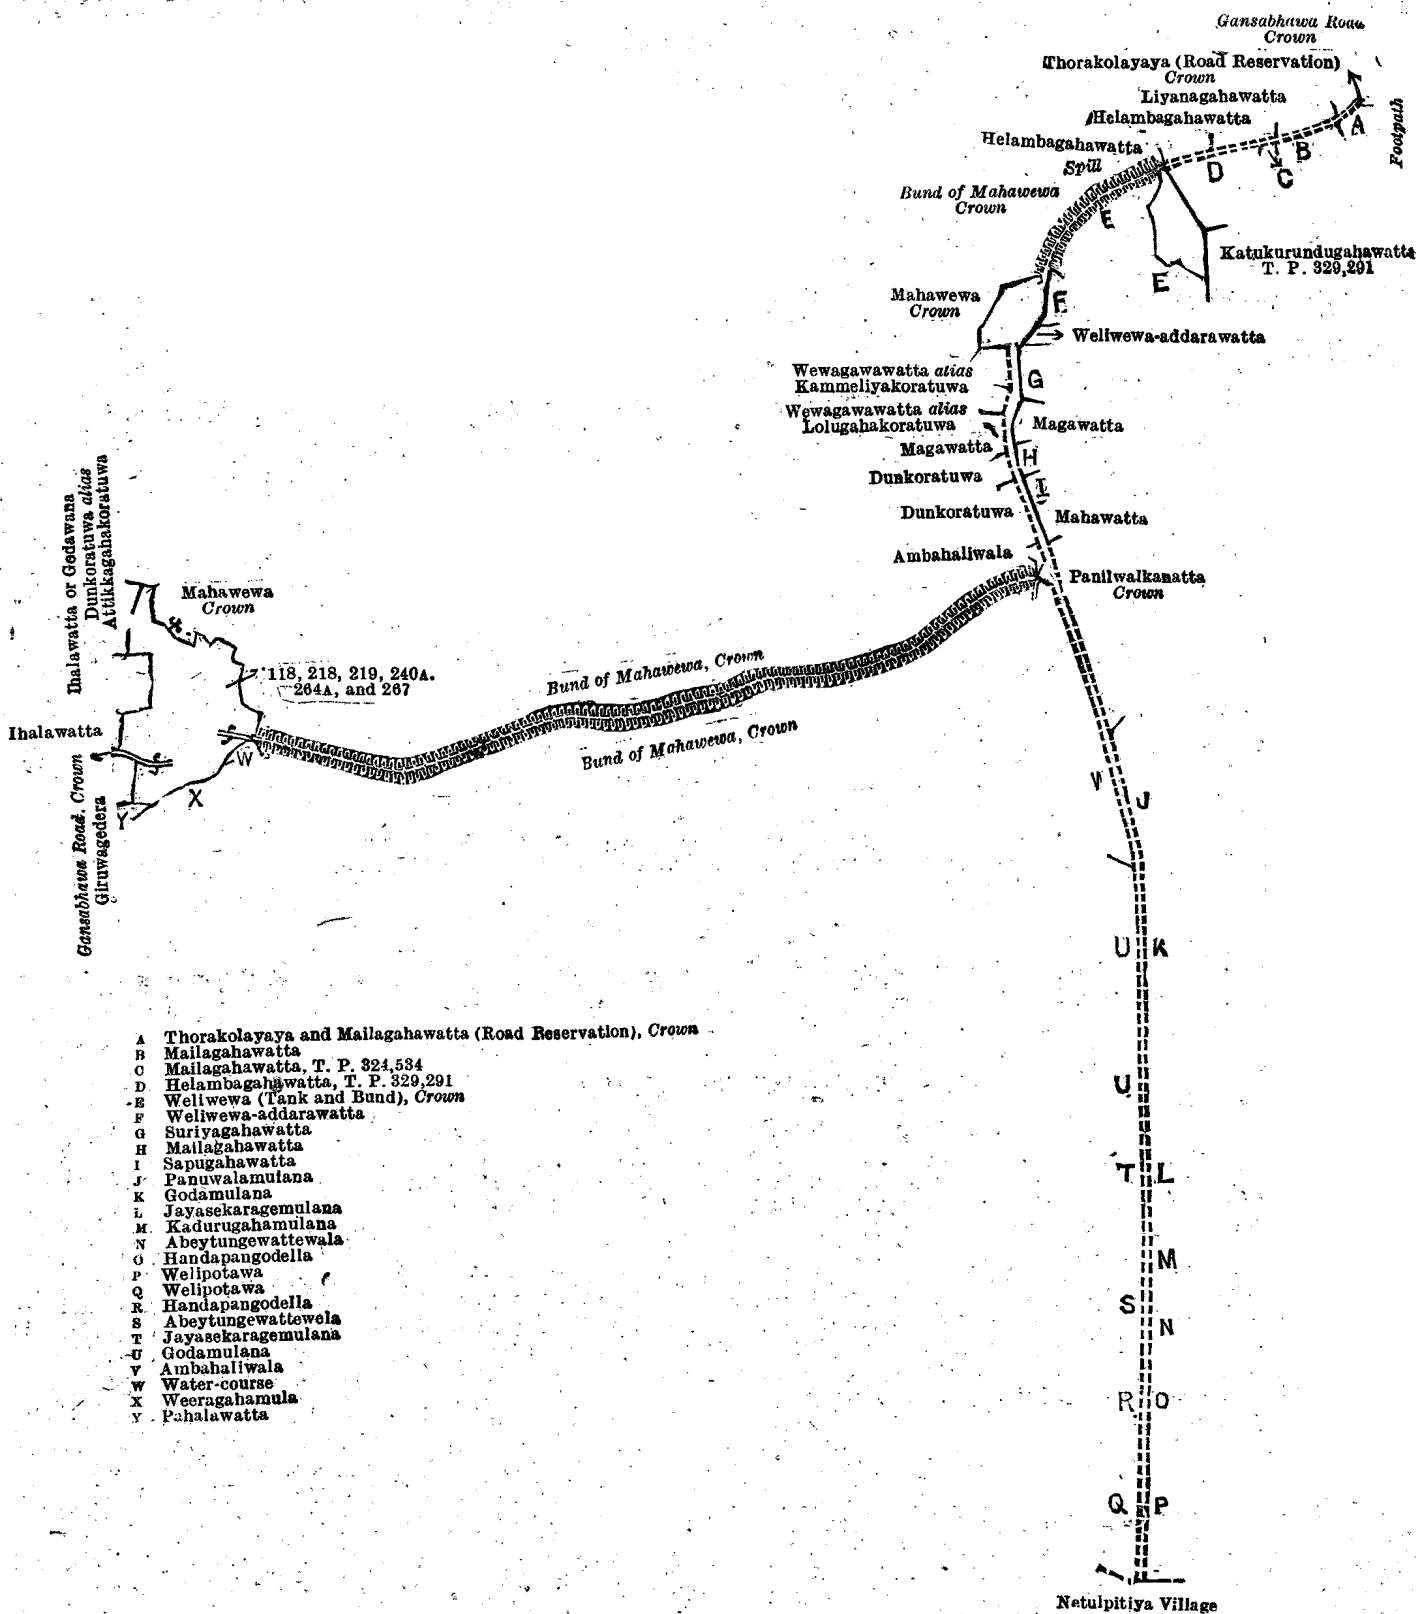 Gansabhawa Road
Crown
Thorakolayaya (Road Reservation)
Crown
Liyanagahawatta
Helambagahawatta
Helambagahawatta
Spill
Bund of Mahawewa
Crown
A
B
C
D
E
Footpath
Katukurundugahawatta
T. P. 329,291
E
Mahawewa
Crown
F
Weliwewa-addarawatta
Wewagawawatta alias
Kammeliyakoratuwa
G
Wewagawawatta alias
Lolugahakoratuwa
Magawatta
Magawatta
H
Dunkoratuwa
I
Dunkoratuwa
Mahawatta
Ambahaliwala
Panilwalkanatta
Crown
Ihalawatta or Godawana
Dunkoratuwa alias
Attikkagahakoratuwa
Mahawewa
Crown
118, 218, 219, 240A.
264A, and 267
Bund of Mahawewa, Crown
Bund of Mahawewa, Crown
Ihalawatta
S
S
W
X
Y
Gansabhawa Road, Crown
Giruwagedera
V
J
U
K
U
T
L
M
S
N
R
O
Q
P
Netulpitiya Village
A Thorakolayaya and Mailagahawatta (Road Reservation), Crown
B Mailagahawatta
C Mailagahawatta, T. P. 324,534
D Helambagahawatta, T. P. 329,291
E Weliwewa (Tank and Bund), Crown
F Weliwewa-addarawatta
G Suriyagahawatta
H Mailagahawatta
I Sapugahawatta
J Panuwalamulana
K Godamulana
L Jayasekaragemulana
M Kadurugahamulana
N Abeytungewattewala
O Handapangodella
P Welipotawa
Q Welipotawa
R Handapangodella
S Abeytungewattewela
T Jayasekaragemulana
U Godamulana
V Ambahaliwala
W Water-course
X Weeragahamula
Y Pahalawatta